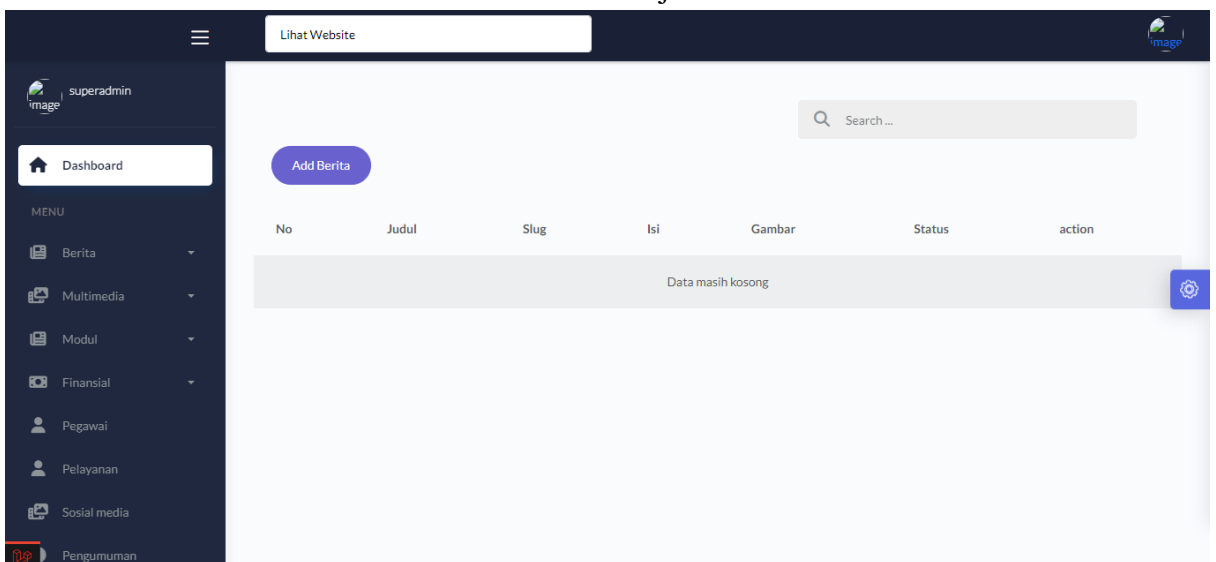 Lihat Website
image
image
superadmin
Search ...
Dashboard
Add Berita
MENU
No Judul Slug Isi Gambar Status action
Berita
Data masih kosong
Multimedia
Modul
Finansial
Pegawai
Pelayanan
Sosial media
Pengumuman